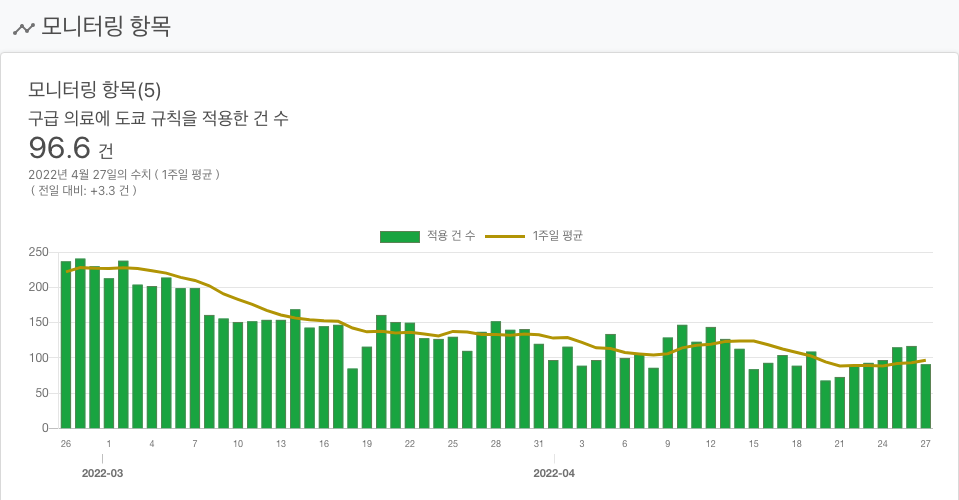 모니터링 항목
모니터링 항목(5)
구급 의료에 도쿄 규칙을 적용한 건 수
96.6 건
2022년 4월 27일의 수치 ( 1주일 평균 )
( 전일 대비: +3.3 건 )
적용 건 수 1주일 평균
250
200
150
100
50
0
26 1 4 7 10 13 16 19 22 25 28 31 3 6 9 12 15 18 21 24 27
2022-03 2022-04